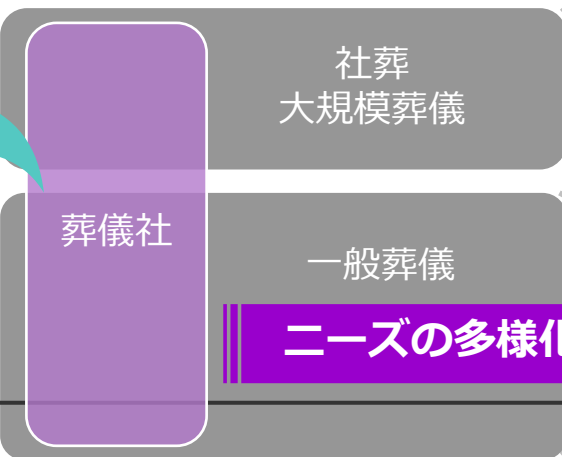 社葬
大規模葬儀
葬儀社
一般葬儀
ニーズの多様化